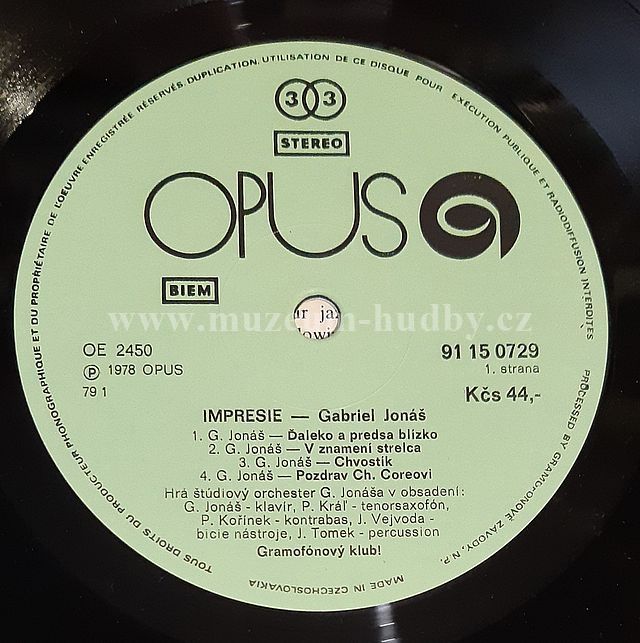 TOUS DROITS DU PRODUCTEUR PHONOGRAPHIQUE ET DU PROPRIÉTAIRE DE L'OEUVRE ENREGISTRÉE RÉSERVÉS. DUPLICATION, UTILISATION DE CE DISQUE POUR EXÉCUTION PUBLIQUE ET RADIODIFFUSION INTERDITES
33
STEREO
OPUS
BIEM
ur ja
lowi
www.muzeum-hudby.cz
OE 2450
91 15 0729
Ⓟ 1978 OPUS
1. strana
79 1
Kčs 44,-
IMPRESIE — Gabriel Jonáš
1. G. Jonáš — Ďaleko a predsa blízko
2. G. Jonáš — V znamení strelca
3. G. Jonáš — Chvostík
4. G. Jonáš — Pozdrav Ch. Coreovi
Hrá štúdiový orchester G. Jonáša v obsadení:
G. Jonáš - klavír, P. Kráľ - tenorsaxofón,
P. Kořínek - kontrabas, J. Vejvoda -
bicie nástroje, J. Tomek - percussion
Gramofónový klub!
MADE IN CZECHOSLOVAKIA
PROCESSED BY GRAMOFONOVÉ ZÁVODY, N. P.